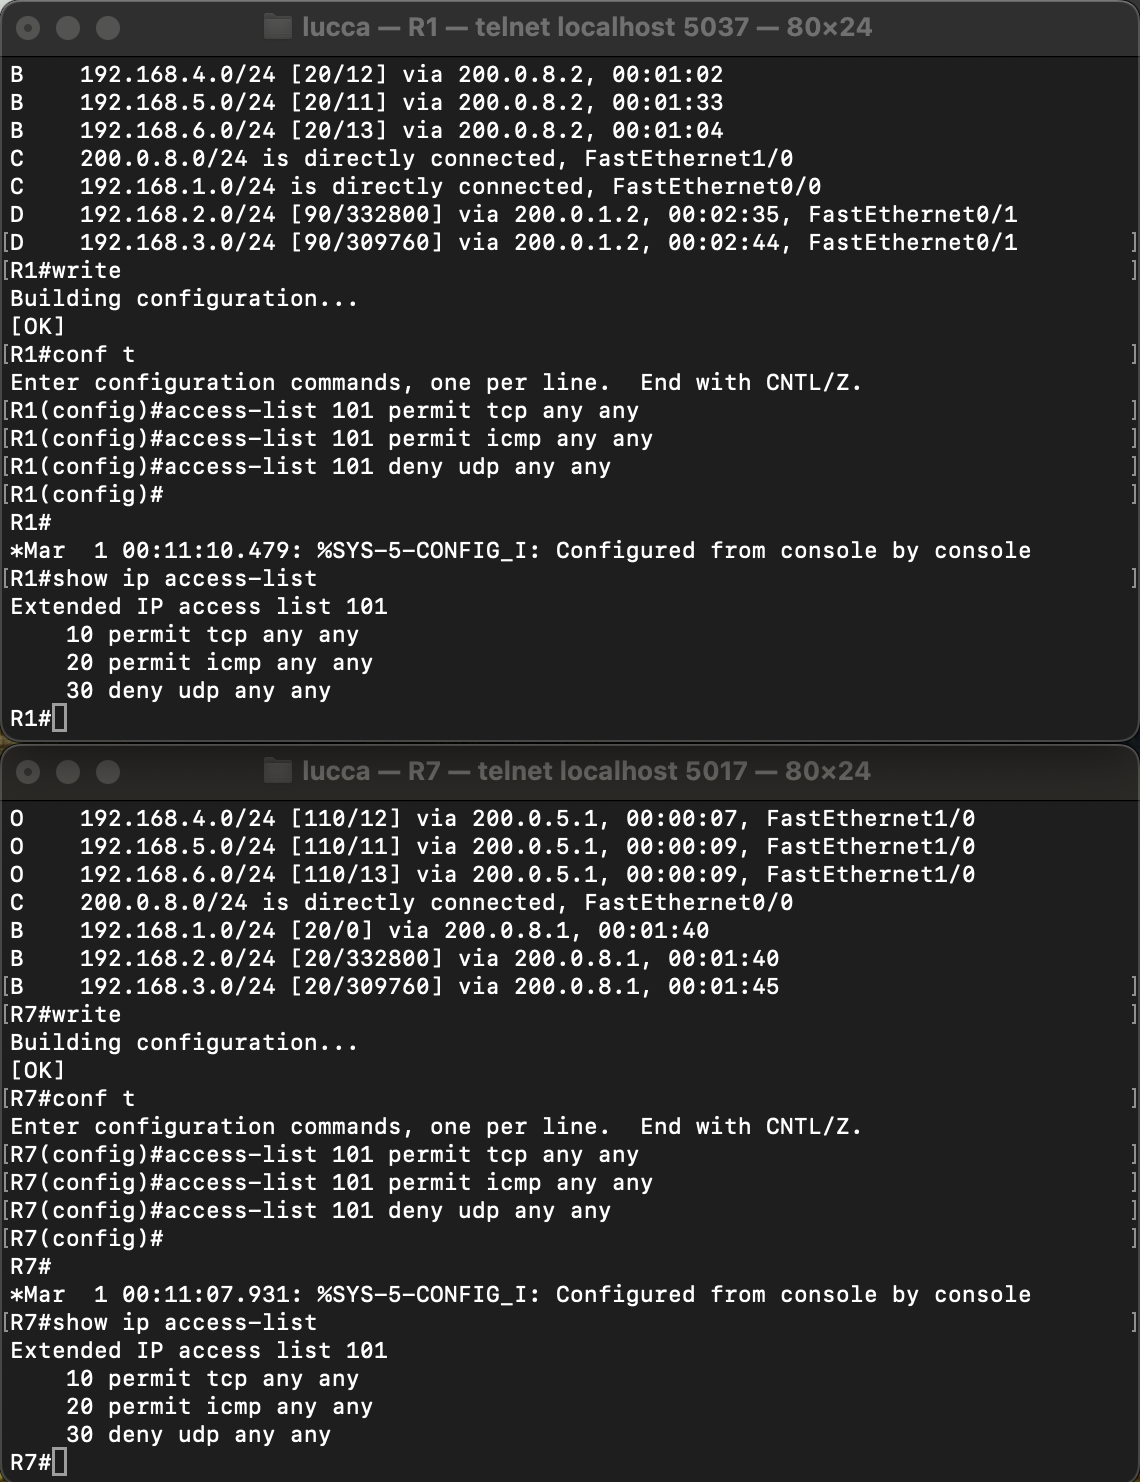 lucca — R1 — telnet localhost 5037 — 80×24
B    192.168.4.0/24 [20/12] via 200.0.8.2, 00:01:02
B    192.168.5.0/24 [20/11] via 200.0.8.2, 00:01:33
B    192.168.6.0/24 [20/13] via 200.0.8.2, 00:01:04
C    200.0.8.0/24 is directly connected, FastEthernet1/0
C    192.168.1.0/24 is directly connected, FastEthernet0/0
D    192.168.2.0/24 [90/332800] via 200.0.1.2, 00:02:35, FastEthernet0/1
[D    192.168.3.0/24 [90/309760] via 200.0.1.2, 00:02:44, FastEthernet0/1 ]
[R1#write ]
Building configuration...
[OK]
[R1#conf t ]
Enter configuration commands, one per line.  End with CNTL/Z.
[R1(config)#access-list 101 permit tcp any any ]
[R1(config)#access-list 101 permit icmp any any ]
[R1(config)#access-list 101 deny udp any any ]
[R1(config)# ]
R1#
*Mar  1 00:11:10.479: %SYS-5-CONFIG_I: Configured from console by console
[R1#show ip access-list ]
Extended IP access list 101
    10 permit tcp any any
    20 permit icmp any any
    30 deny udp any any
R1#
lucca — R7 — telnet localhost 5017 — 80×24
O    192.168.4.0/24 [110/12] via 200.0.5.1, 00:00:07, FastEthernet1/0
O    192.168.5.0/24 [110/11] via 200.0.5.1, 00:00:09, FastEthernet1/0
O    192.168.6.0/24 [110/13] via 200.0.5.1, 00:00:09, FastEthernet1/0
C    200.0.8.0/24 is directly connected, FastEthernet0/0
B    192.168.1.0/24 [20/0] via 200.0.8.1, 00:01:40
B    192.168.2.0/24 [20/332800] via 200.0.8.1, 00:01:40
[B    192.168.3.0/24 [20/309760] via 200.0.8.1, 00:01:45 ]
[R7#write ]
Building configuration...
[OK]
[R7#conf t ]
Enter configuration commands, one per line.  End with CNTL/Z.
[R7(config)#access-list 101 permit tcp any any ]
[R7(config)#access-list 101 permit icmp any any ]
[R7(config)#access-list 101 deny udp any any ]
[R7(config)# ]
R7#
*Mar  1 00:11:07.931: %SYS-5-CONFIG_I: Configured from console by console
[R7#show ip access-list ]
Extended IP access list 101
    10 permit tcp any any
    20 permit icmp any any
    30 deny udp any any
R7#